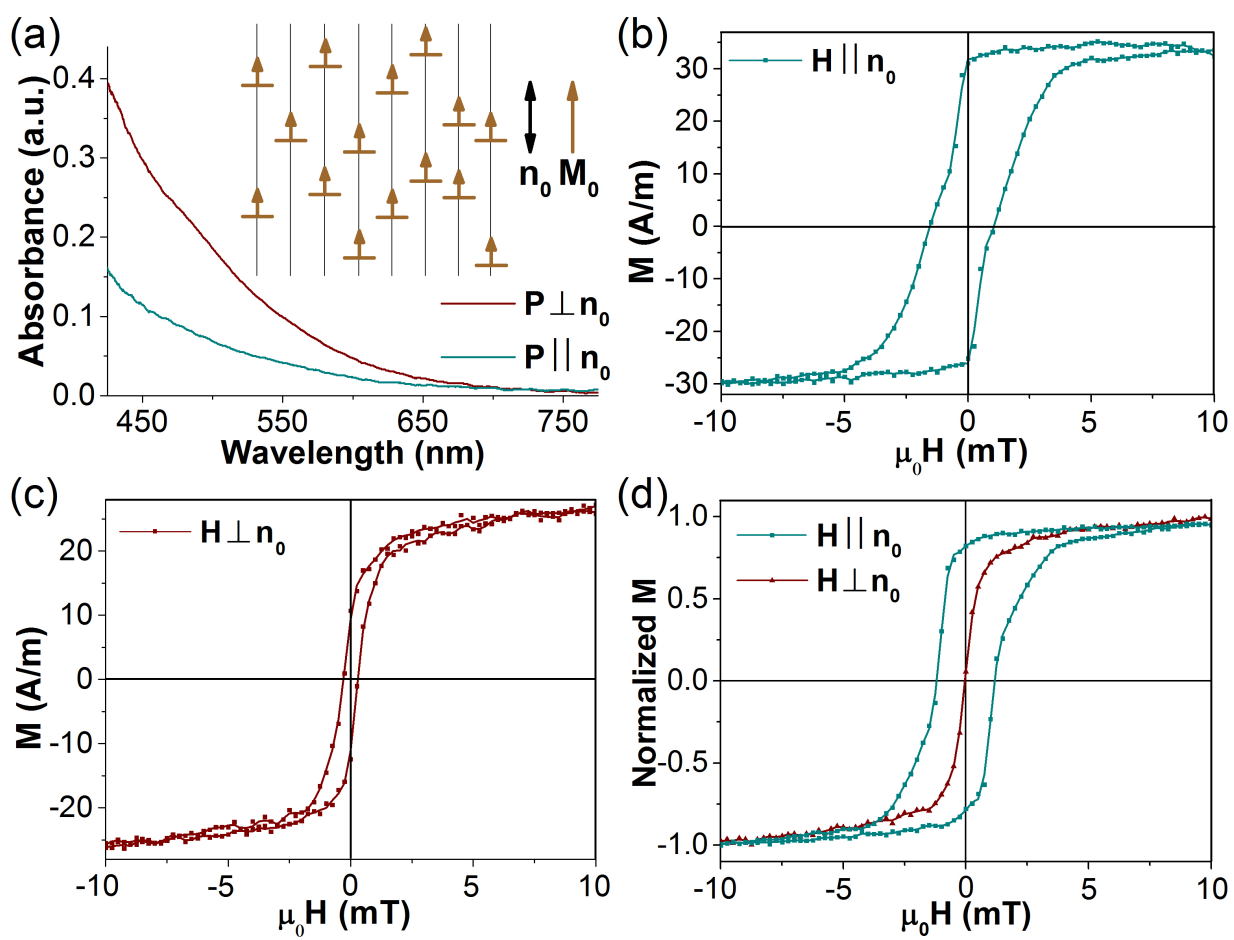 (a)
Absorbance (a.u.)
0.4
0.3
0.2
0.1
0.0
n₀ M₀
P⊥n₀
P||n₀
450 550 650 750
Wavelength (nm)
(b)
H||n₀
M (A/m)
30
20
10
0
-10
-20
-30
-10 -5 0 5 10
μ₀H (mT)
(c)
H⊥n₀
M (A/m)
20
10
0
-10
-20
-10 -5 0 5 10
μ₀H (mT)
(d)
H||n₀
H⊥n₀
Normalized M
1.0
0.5
0.0
-0.5
-1.0
-10 -5 0 5 10
μ₀H (mT)